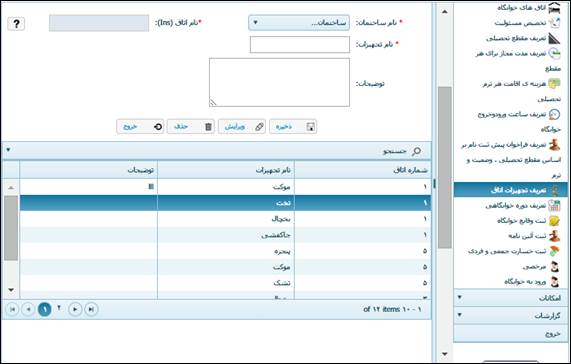 اتاق های خوابگاه
تخصیص مسئولیت
تعریف مقطع تحصیلی
تعریف مدت مجاز برای هر
مقطع
هزینه ی اقامت هر ترم
تحصیلی
تعریف ساعت ورودوخروج
خوابگاه
تعریف فراخوان پیش ثبت نام بر
اساس مقطع تحصیلی ، وضعیت و
ترم
تعریف تجهیزات اتاق
تعریف دوره خوابگاهی
ثبت وقایع خوابگاه
ثبت آئین نامه
ثبت خسارت جمعی و فردی
مرخصی
ورود به خوابگاه
امکانات
گزارشات
خروج
* نام ساختمان: ساختمان... *نام اتاق (Ins): ?
* نام تجهیزات:
توضیحات:
ذخیره ویرایش حذف خروج
جستجو
شماره اتاق نام تجهیزات توضیحات
۱ موکت lll
۱ تخت
۱ یخچال
۱ جاکفشی
۵ پنجره
۵ موکت
۵ تشک
۱ ۲ ۱ - ۱۰ of ۱۲ items